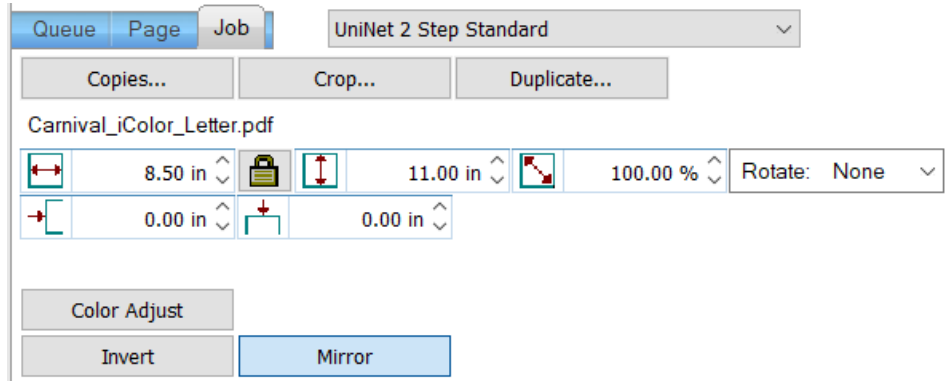 Queue Page Job UniNet 2 Step Standard
Copies... Crop... Duplicate...
Carnival_iColor_Letter.pdf
8.50 in 11.00 in 100.00 % Rotate: None
0.00 in 0.00 in
Color Adjust
Invert Mirror